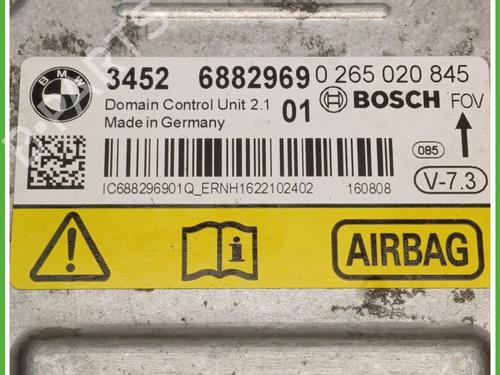 BMW
3452 6882969 0 265 020 845
Domain Control Unit 2.1 01 BOSCH FOV
Made in Germany
085
V-7.3
IC688296901Q_ERNH1622102402 160808
AIRBAG